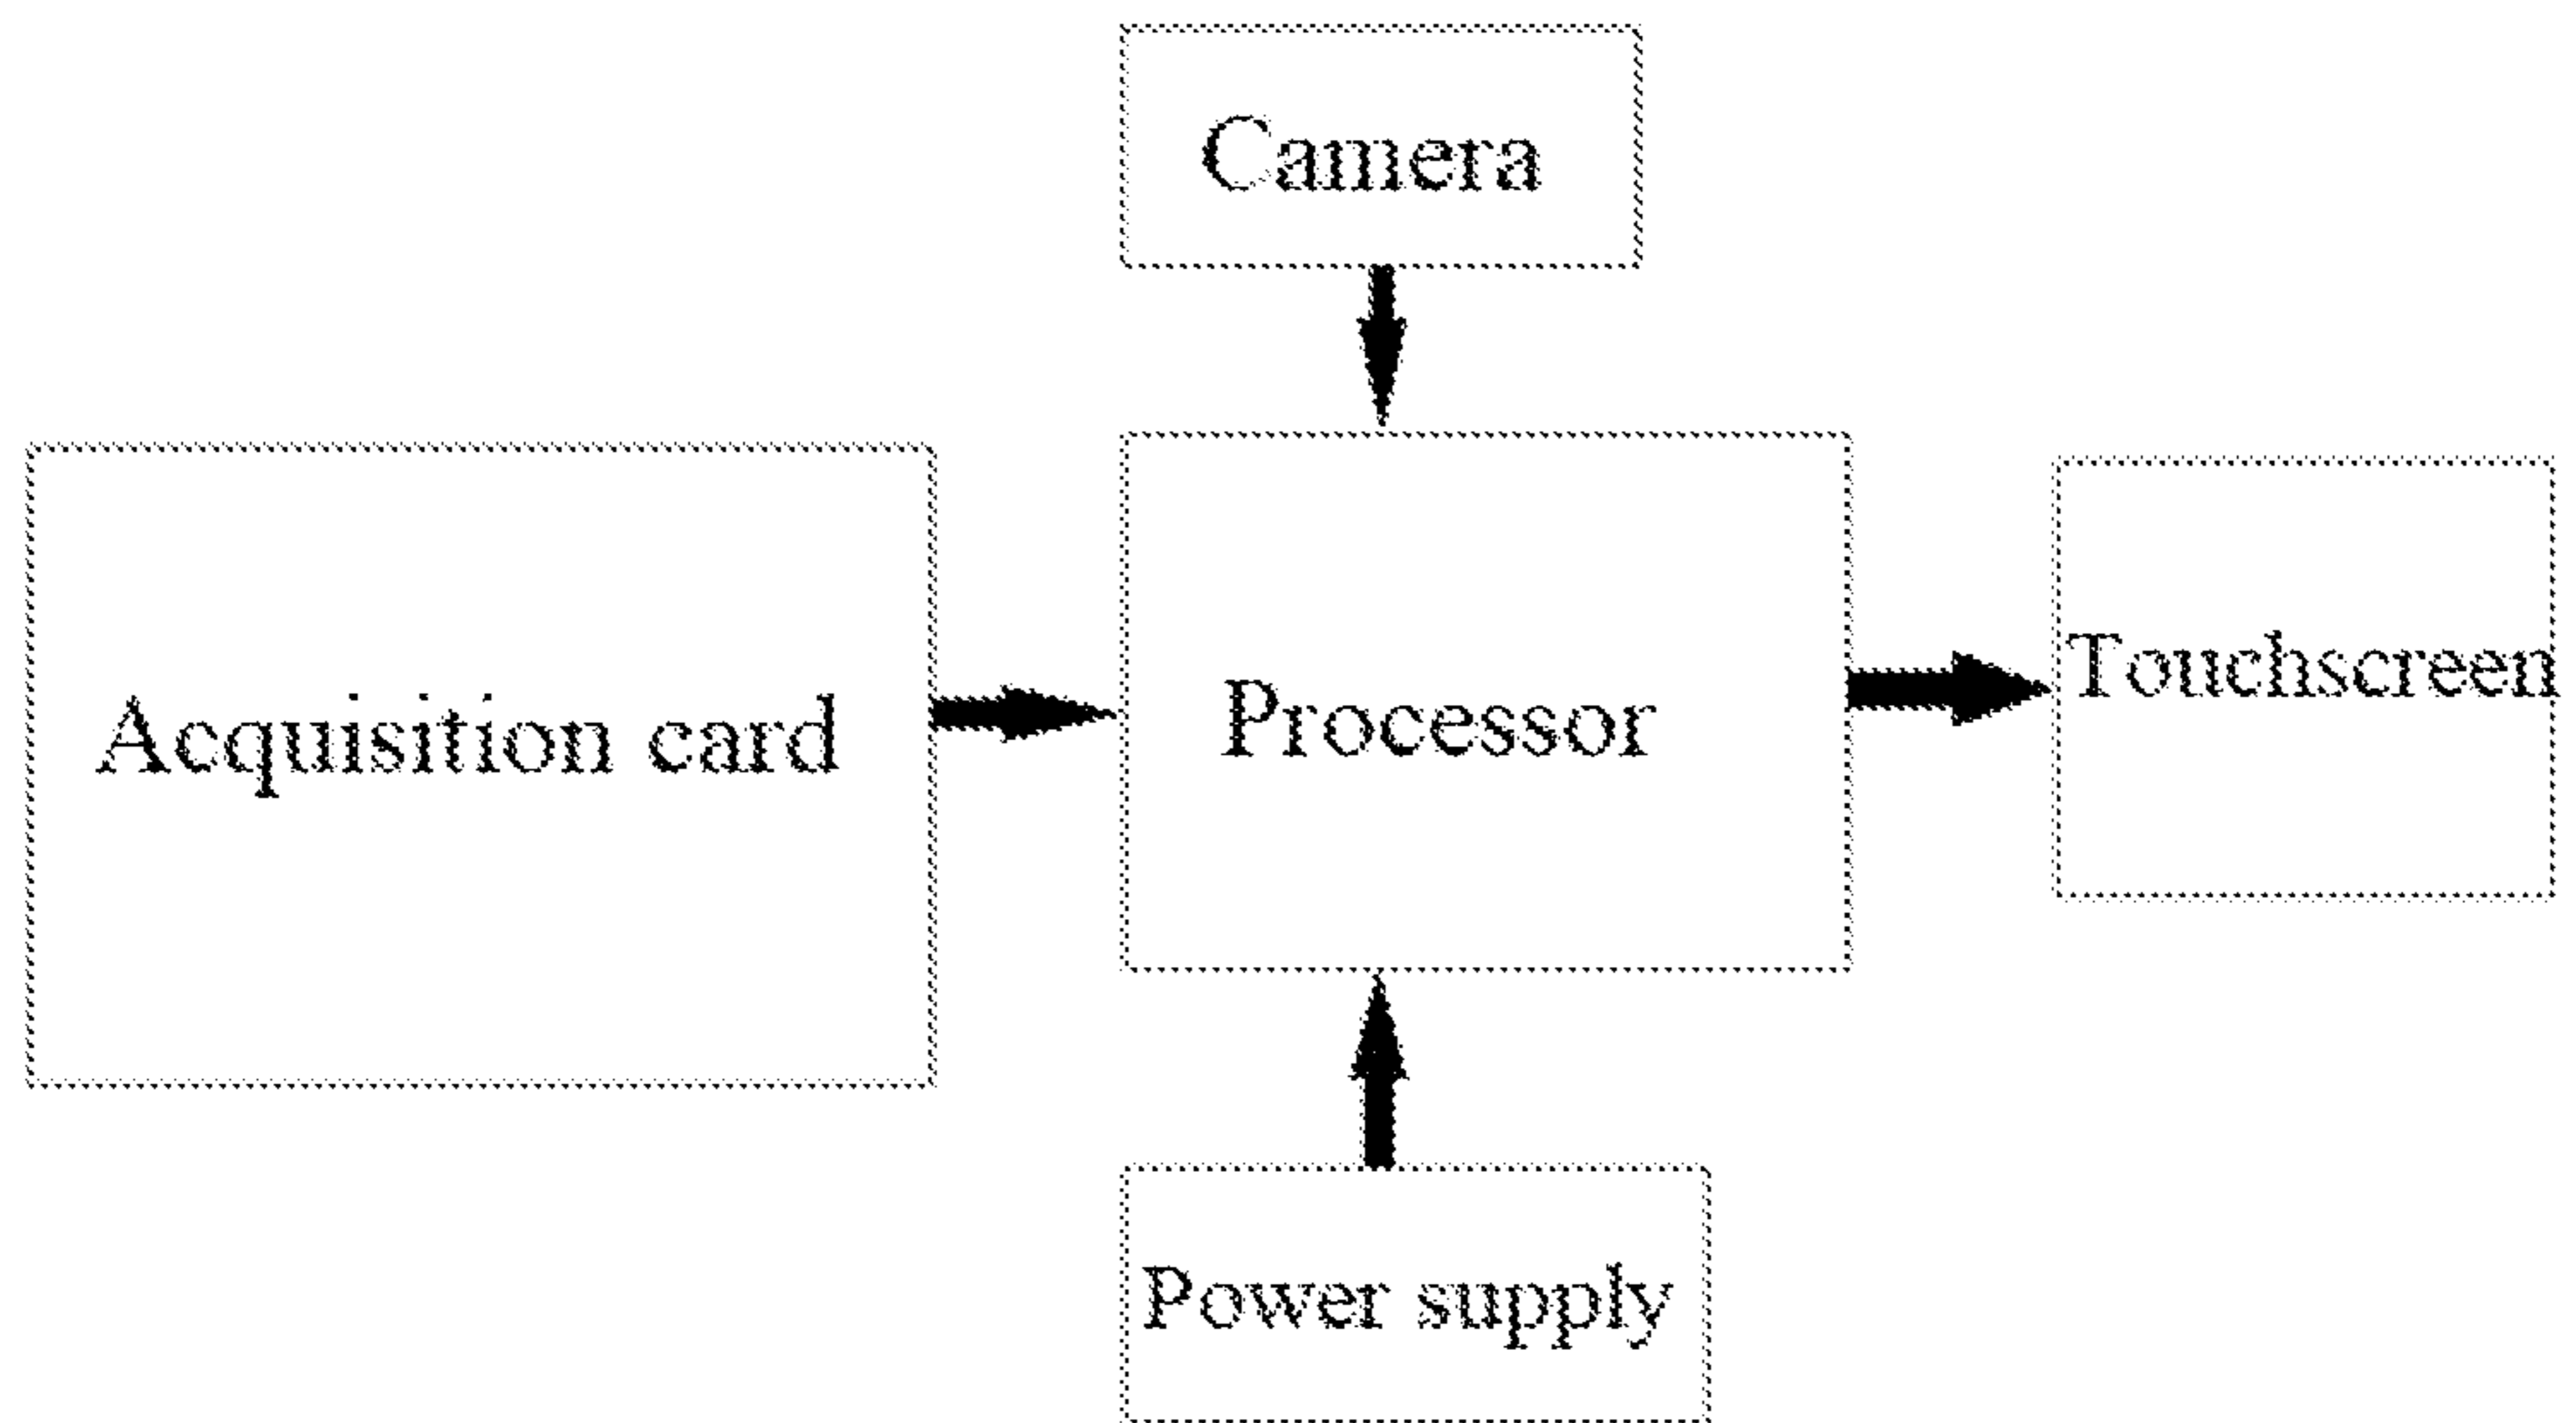 Camera
Acquisition card
Processor
Touchscreen
Power supply